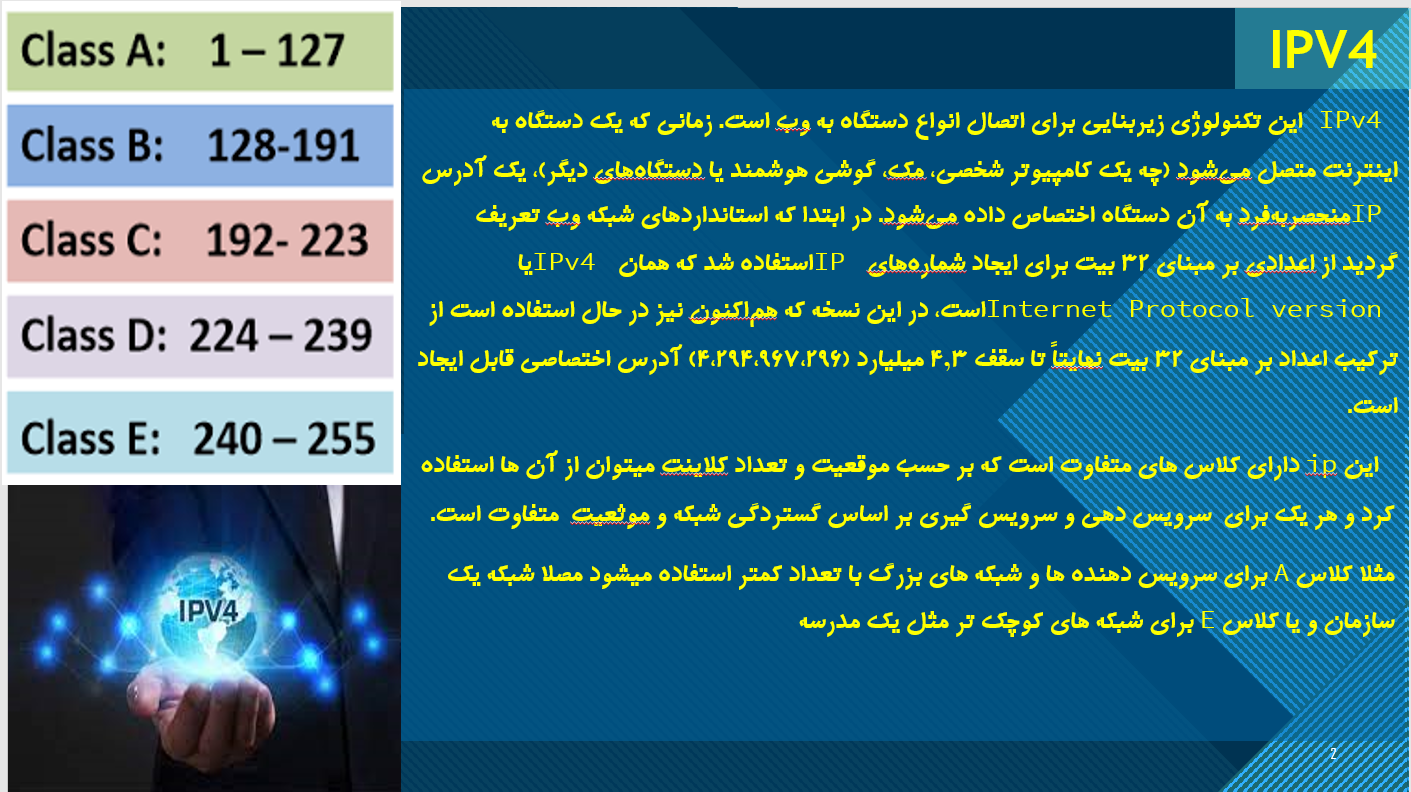 IPV4
IPv4 این تکنولوژی زیربنایی برای اتصال انواع دستگاه به وب است. زمانی که یک دستگاه به
اینترنت متصل می‌شود (چه یک کامپیوتر شخصی، مک، گوشی هوشمند یا دستگاه‌های دیگر)، یک آدرس
IPمنحصربه‌فرد به آن دستگاه اختصاص داده می‌شود. در ابتدا که استانداردهای شبکه وب تعریف
گردید از اعدادی بر مبنای ۳۲ بیت برای ایجاد شماره‌های IPاستفاده شد که همان IPv4یا
Internet Protocol versionاست، در این نسخه که هم‌اکنون نیز در حال استفاده است از
ترکیب اعداد بر مبنای ۳۲ بیت نهایتاً تا سقف ۴٫۳ میلیارد (۴،۲۹۴،۹۶۷،۲۹۶) آدرس اختصاصی قابل ایجاد
است.
این ip دارای کلاس های متفاوت است که بر حسب موقعیت و تعداد کلاینت میتوان از آن ها استفاده
کرد و هر یک برای سرویس دهی و سرویس گیری بر اساس گستردگی شبکه و موثعیت متفاوت است.
مثلا کلاس A برای سرویس دهنده ها و شبکه های بزرگ با تعداد کمتر استفاده میشود مصلا شبکه یک
سازمان و یا کلاس E برای شبکه های کوچک تر مثل یک مدرسه
Class A: 1 – 127
Class B: 128-191
Class C: 192- 223
Class D: 224 – 239
Class E: 240 – 255
IPV4
2